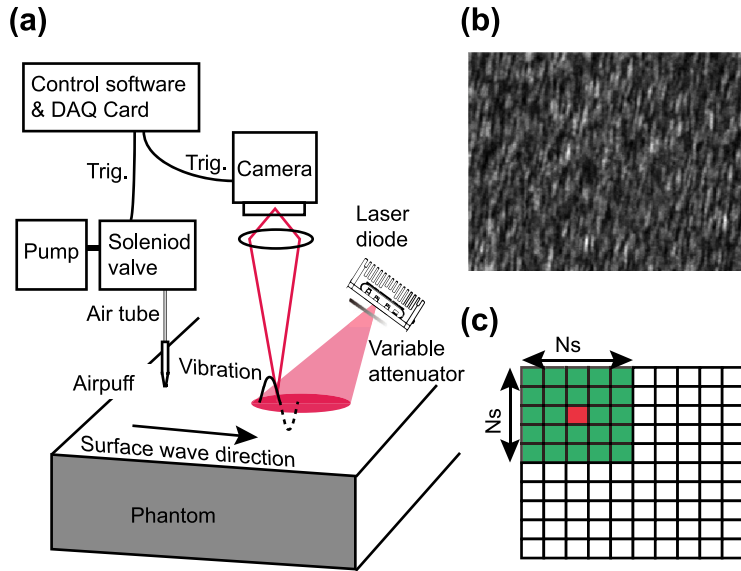 (a)
Control software
& DAQ Card
Trig.
Trig.
Camera
Pump
Soleniod
valve
Air tube
Airpuff
Vibration
Laser
diode
Variable
attenuator
Surface wave direction
Phantom
(b)
(c)
Ns
Ns